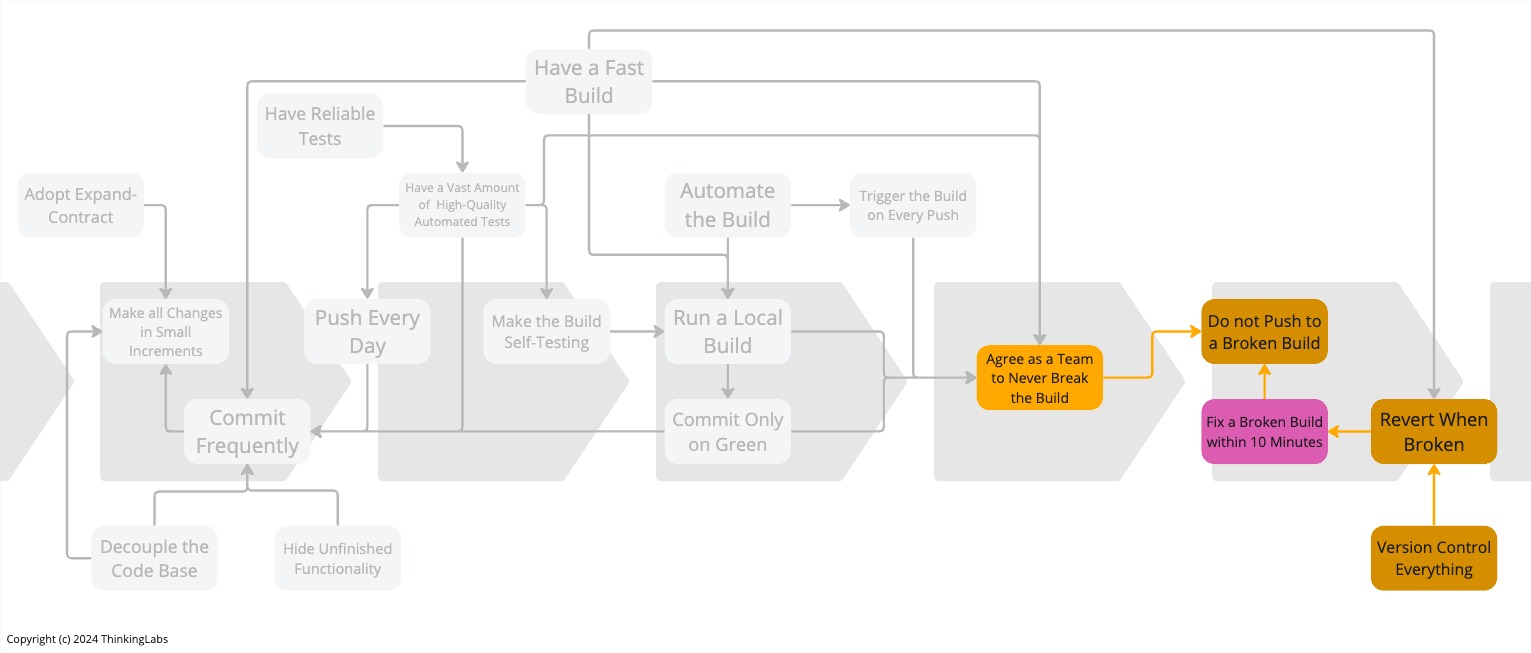 Have a Fast
Build
Have Reliable
Tests
Adopt Expand-
Contract
Have a Vast Amount
of High-Quality
Automated Tests
Automate
the Build
Trigger the Build
on Every Push
Make all Changes
in Small
Increments
Push Every
Day
Make the Build
Self-Testing
Run a Local
Build
Agree as a Team
to Never Break
the Build
Do not Push to
a Broken Build
Commit
Frequently
Commit Only
on Green
Fix a Broken Build
within 10 Minutes
Revert When
Broken
Decouple the
Code Base
Hide Unfinished
Functionality
Version Control
Everything
Copyright (c) 2024 ThinkingLabs